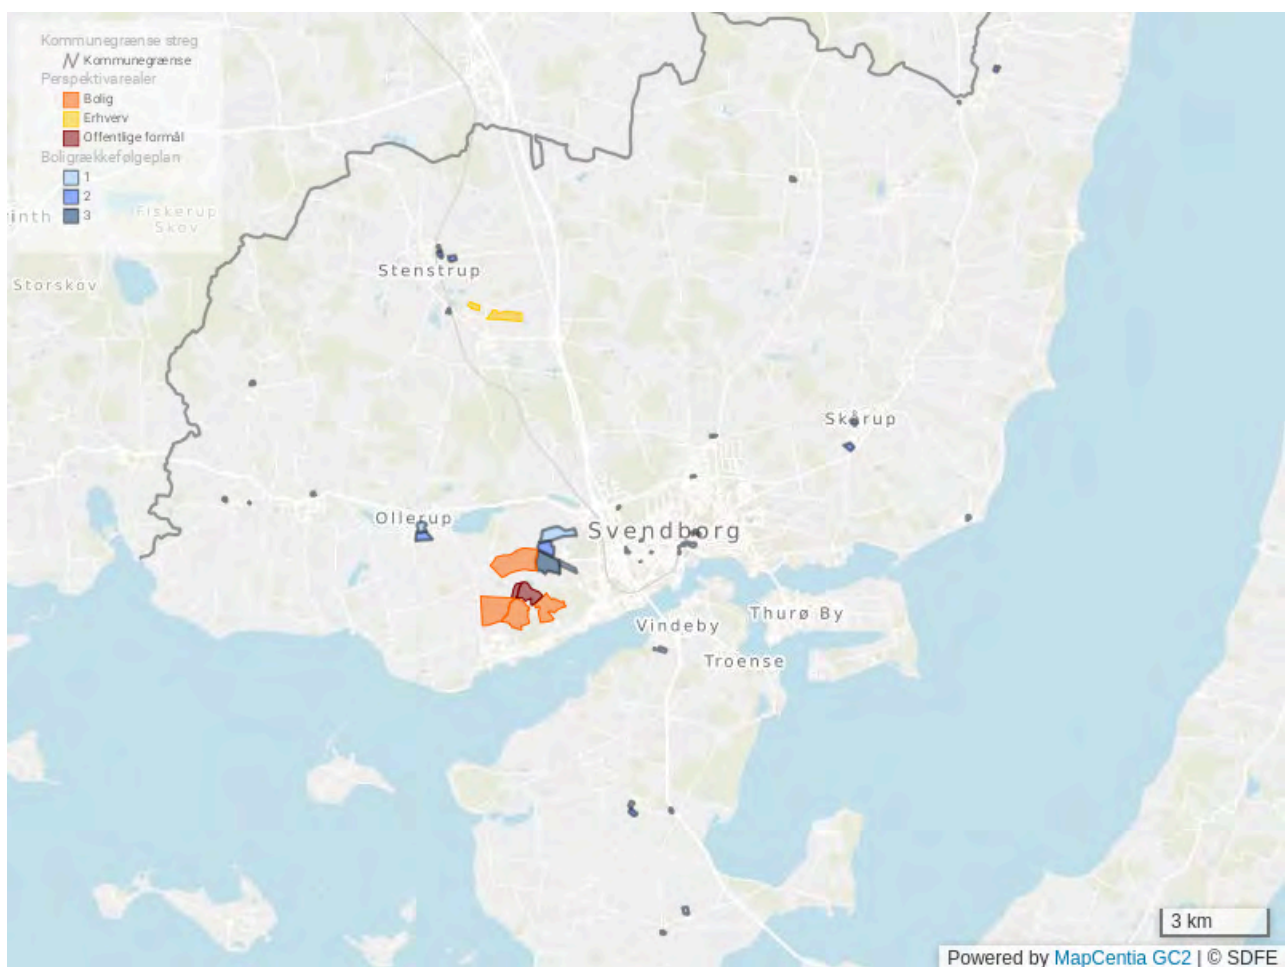 Kommunegrænse streg
Kommunegrænse
Perspektivarealer
Bolig
Erhverv
Offentlige formål
Boligrækkefølgeplan
1
2
3
Fiskerup
Skov
Storskov
Stenstrup
Skårup
Ollerup
Svendborg
Thurø By
Vindeby
Troense
3 km
Powered by MapCentia GC2 | © SDFE